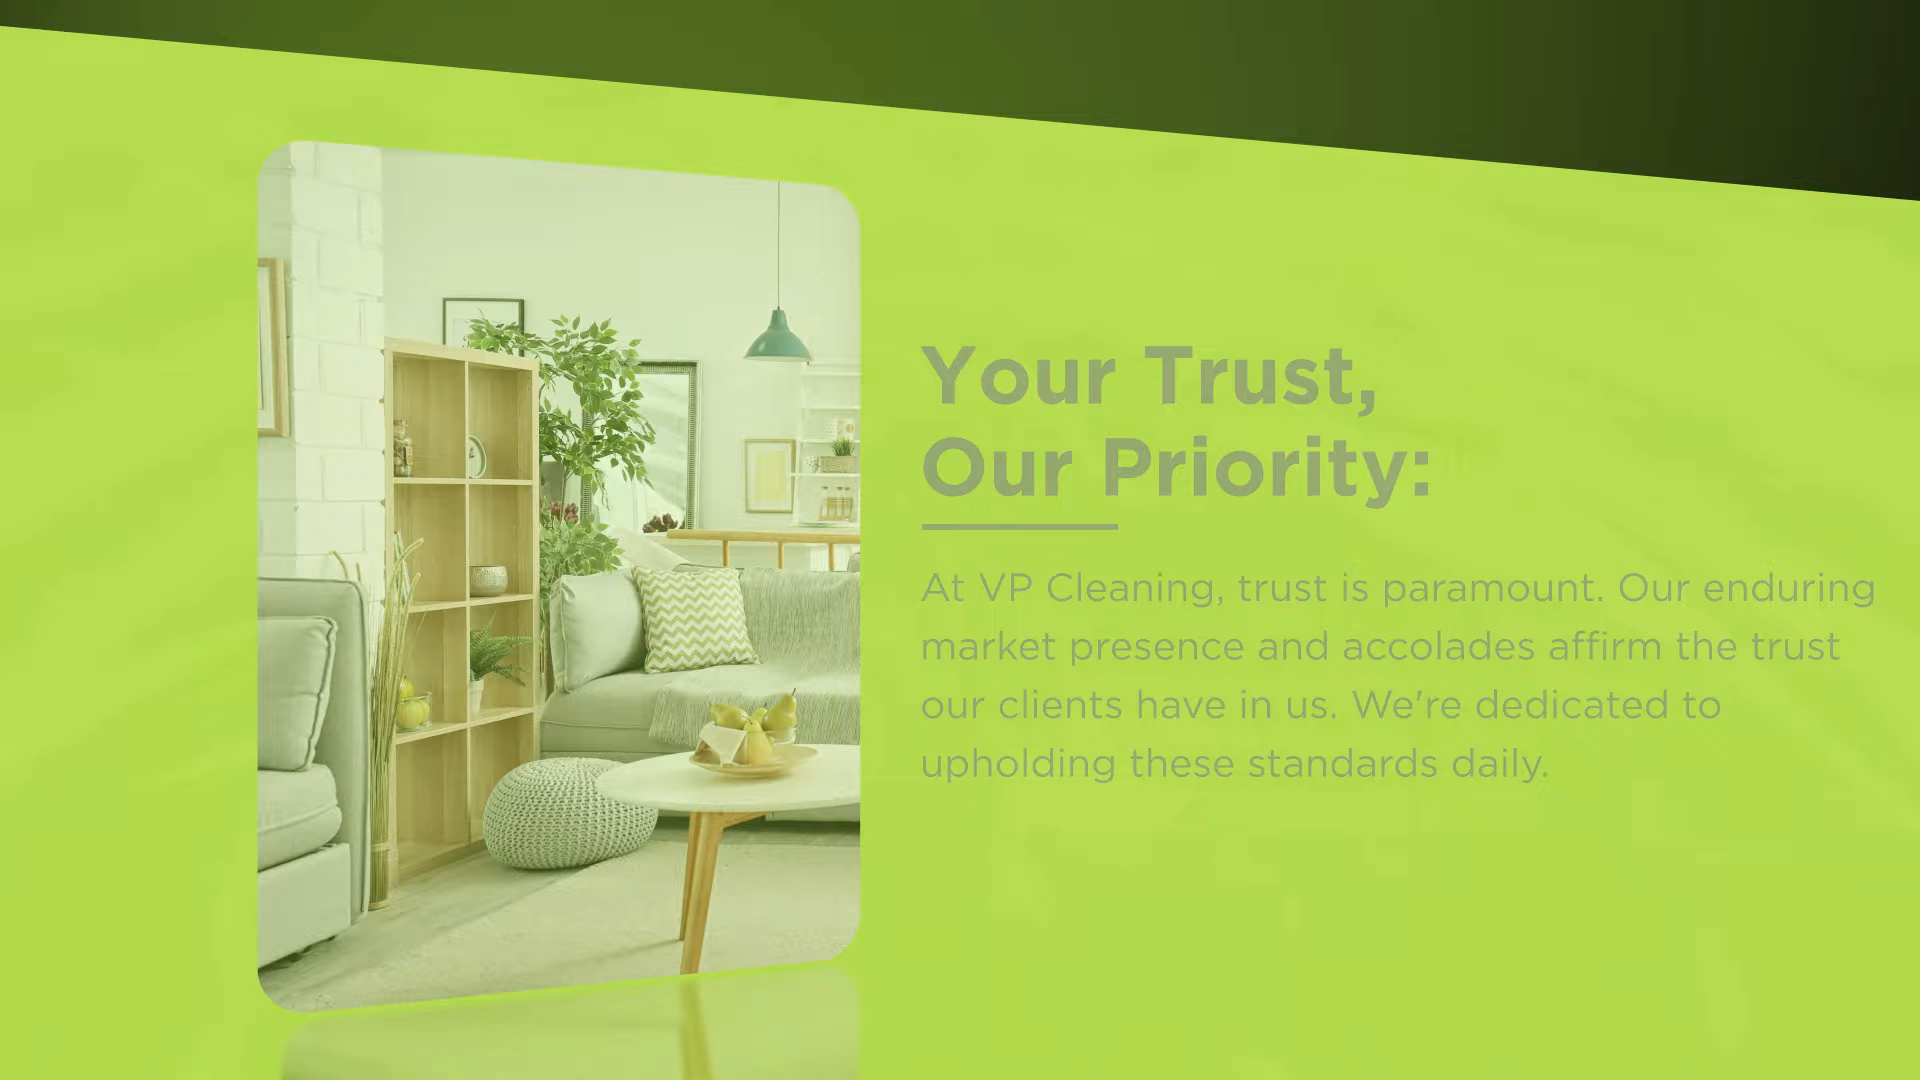 Your Trust,
Our Priority:
At VP Cleaning, trust is paramount. Our enduring
market presence and accolades affirm the trust
our clients have in us. We're dedicated to
upholding these standards daily.